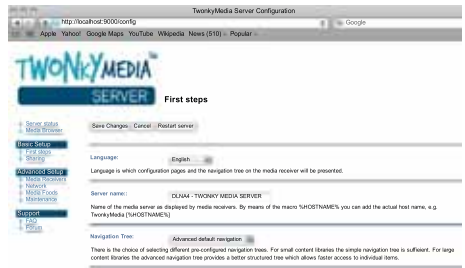 TwonkyMedia Server Configuration
http://localhost:9000/config
Google
Apple Yahoo! Google Maps YouTube Wikipedia News (510) Popular
TWONKYMEDIA
SERVER
First steps
Server status
Media Browser
Save Changes Cancel Restart server
Basic Setup
First steps
Sharing
Language:
English
Language in which configuration pages and the navigation tree on the media receiver will be presented.
Advanced Setup
Media Receivers
Network
Media Feeds
Maintenance
Server name::
DLNA4 - TWONKY MEDIA SERVER
Name of the media server as displayed by media receivers. By means of the macro %HOSTNAME% you can add the actual host name, e.g.
TwonkyMedia [%HOSTNAME%]
Support
FAQ
Forum
Navigation Tree:
Advanced default navigation
There is the choice of selecting different pre-configured navigation trees. For small content libraries the simple navigation tree is sufficient. For large
content libraries the advanced navigation tree provides a better structured tree which allows faster access to individual items.